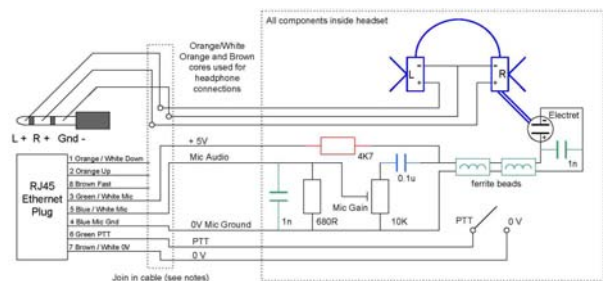 All components inside headset
Orange/White
Orange and Brown
cores used for
headphone
connections
L
R
L + R + Gnd -
Electret
+ 5V
4K7
1n
Mic Audio
0.1u
ferrite beads
RJ45
Ethernet
Plug
1 Orange / White Down
2 Orange Up
8 Brown Fast
3 Green / White Mic
5 Blue / White Mic
4 Blue Mic Gnd
6 Green PTT
7 Brown / White 0V
1n
680R
Mic Gain
10K
0V Mic Ground
PTT
0 V
PTT
0 V
Join in cable (see notes)